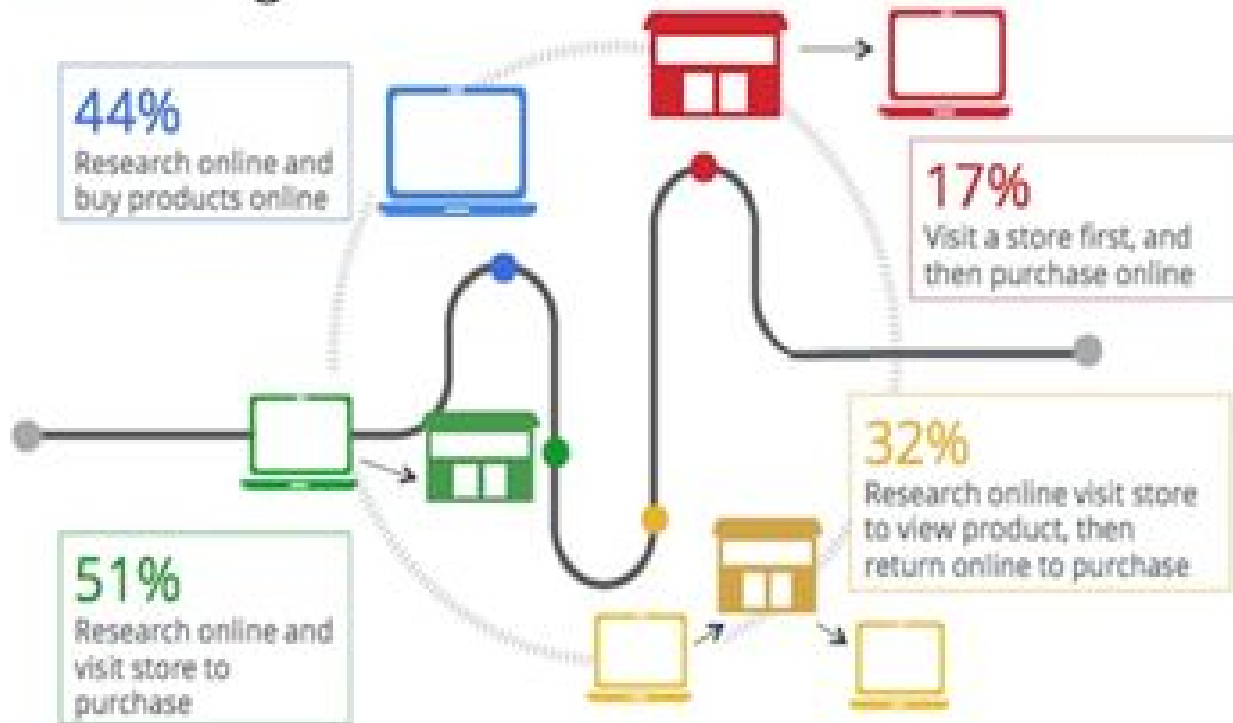 44%
Research online and
buy products online
17%
Visit a store first, and
then purchase online
32%
Research online visit store
to view product, then
return online to purchase
51%
Research online and
visit store to
purchase